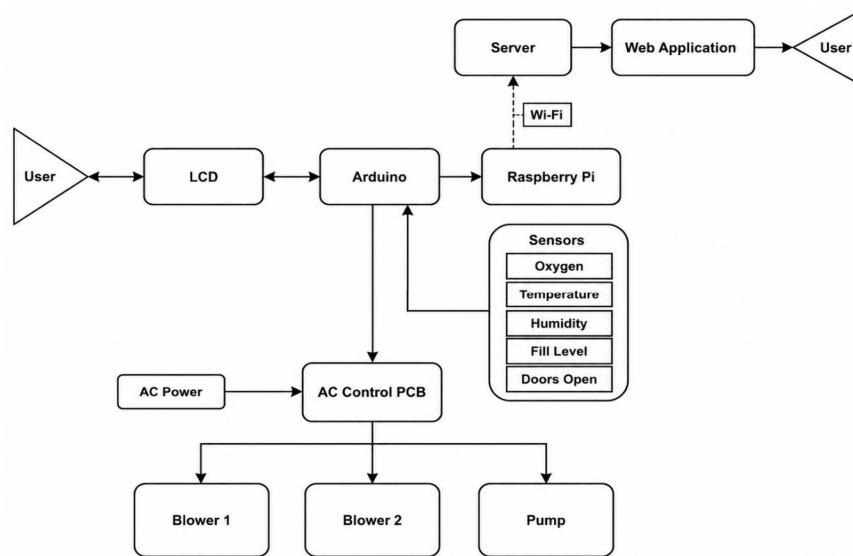 Server
Web Application
User
Wi-Fi
User
LCD
Arduino
Raspberry Pi
Sensors
Oxygen
Temperature
Humidity
Fill Level
Doors Open
AC Power
AC Control PCB
Blower 1
Blower 2
Pump